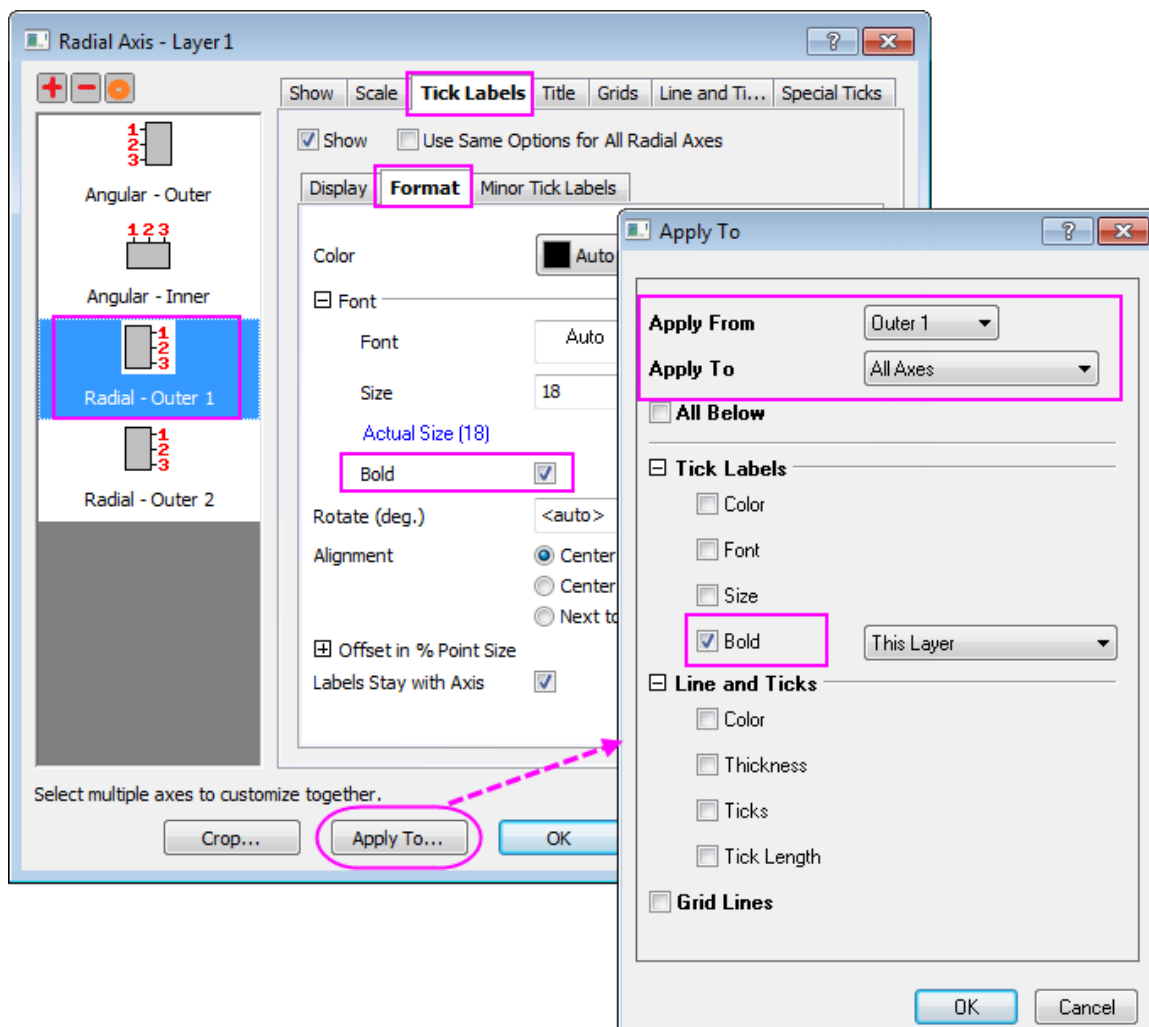 Radial Axis - Layer 1
Show Scale Tick Labels Title Grids Line and Ti... Special Ticks
Show Use Same Options for All Radial Axes
1
2
3
Angular - Outer
1 2 3
Angular - Inner
1
2
3
Radial - Outer 1
1
2
3
Radial - Outer 2
Display Format Minor Tick Labels
Color Auto
Font
Font Auto
Size 18
Actual Size (18)
Bold
Rotate (deg.) <auto>
Alignment Center
Center
Next to
Offset in % Point Size
Labels Stay with Axis
Select multiple axes to customize together.
Crop... Apply To... OK
Apply To
Apply From Outer 1
Apply To All Axes
All Below
Tick Labels
Color
Font
Size
Bold This Layer
Line and Ticks
Color
Thickness
Ticks
Tick Length
Grid Lines
OK Cancel